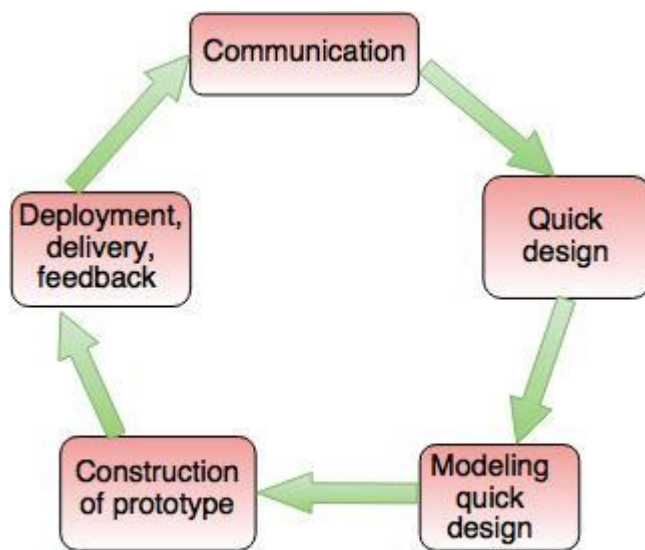 Communication
Quick
design
Modeling
quick
design
Construction
of prototype
Deployment,
delivery,
feedback